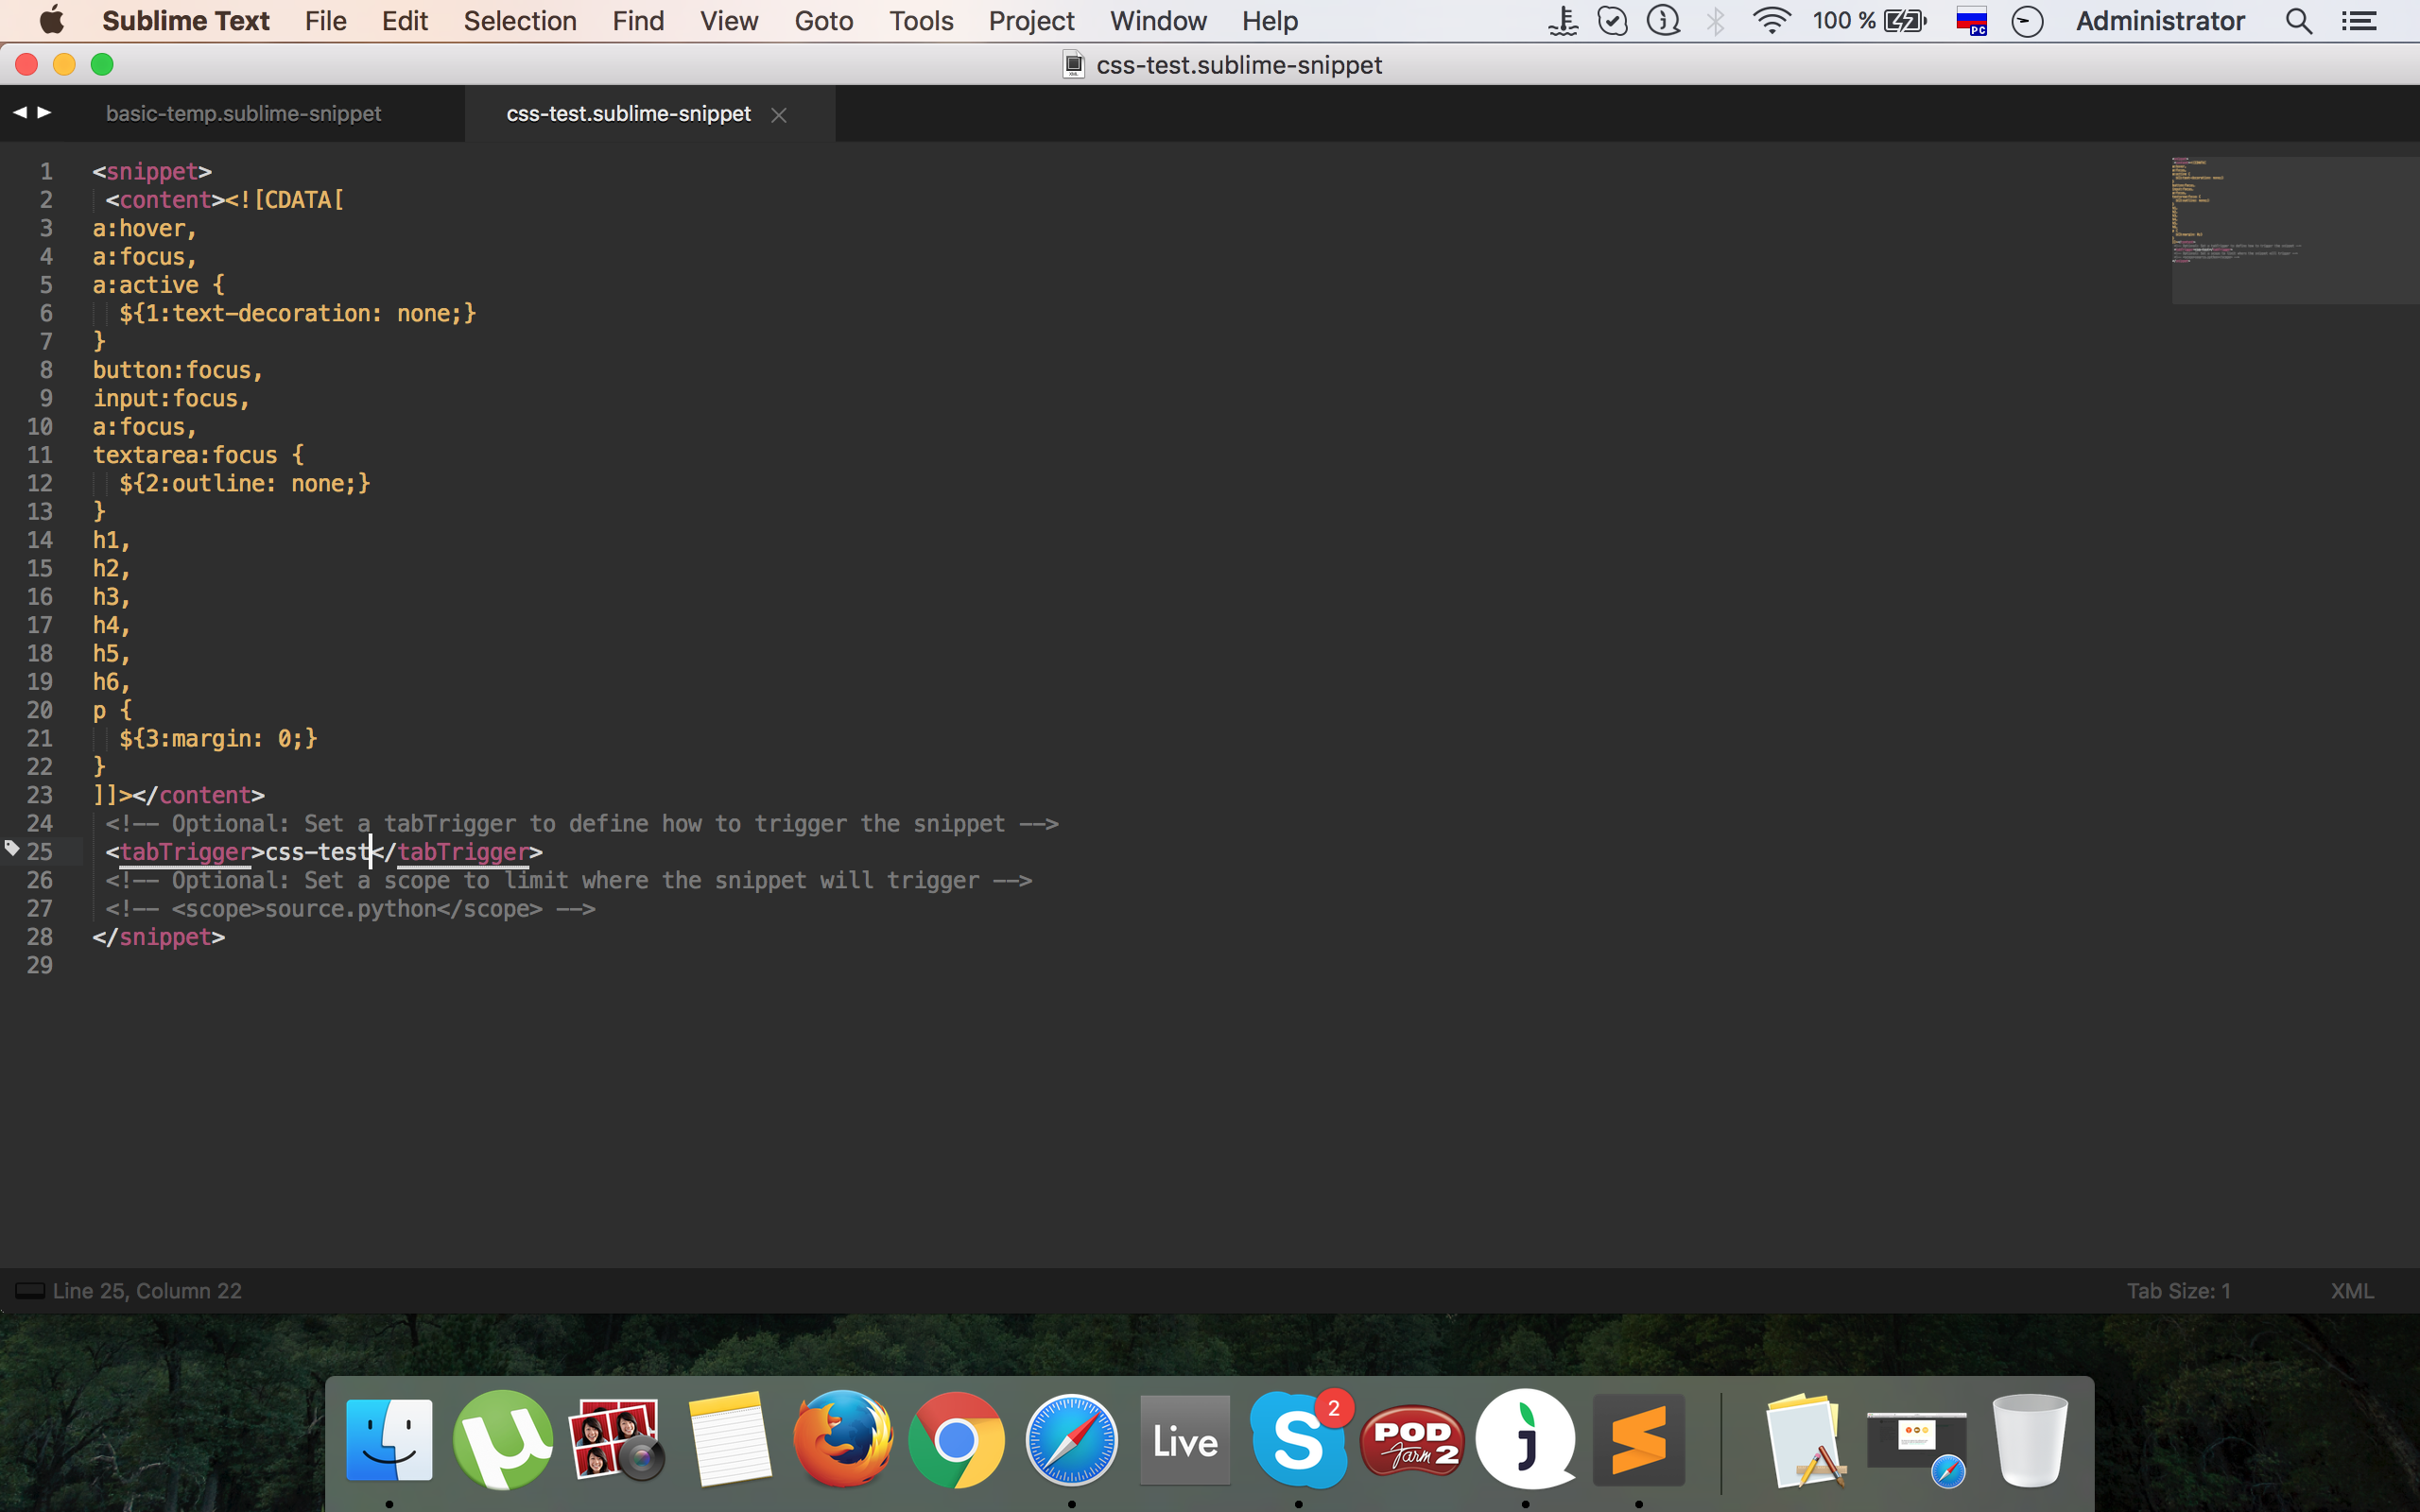 Sublime Text File Edit Selection Find View Goto Tools Project Window Help 100 % PC Administrator
css-test.sublime-snippet
basic-temp.sublime-snippet css-test.sublime-snippet
1 <snippet>
2 <content><![CDATA[
3 a:hover,
4 a:focus,
5 a:active {
6 ${1:text-decoration: none;}
7 }
8 button:focus,
9 input:focus,
10 a:focus,
11 textarea:focus {
12 ${2:outline: none;}
13 }
14 h1,
15 h2,
16 h3,
17 h4,
18 h5,
19 h6,
20 p {
21 ${3:margin: 0;}
22 }
23 ]]></content>
24 <!-- Optional: Set a tabTrigger to define how to trigger the snippet -->
25 <tabTrigger>css-test</tabTrigger>
26 <!-- Optional: Set a scope to limit where the snippet will trigger -->
27 <!-- <scope>source.python</scope> -->
28 </snippet>
29
Line 25, Column 22 Tab Size: 1 XML
Live S 2 POD Farm 2 j